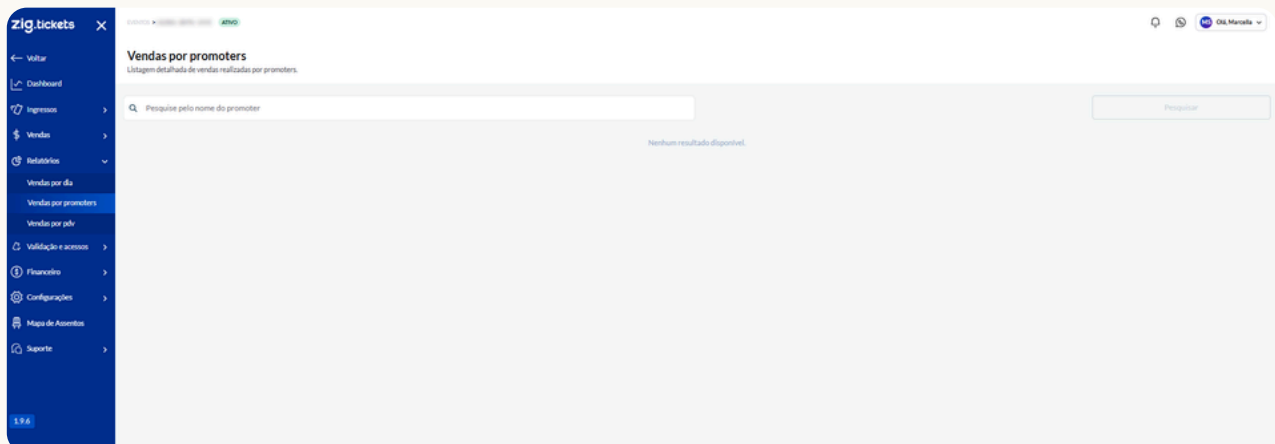 zig.tickets
Voltar
Dashboard
Ingressos
Vendas
Relatórios
Vendas por dia
Vendas por promoters
Vendas por pdv
Validação e acessos
Financeiro
Configurações
Mapa de Assentos
Suporte
1.9.6
ATIVO
MS Olá, Marcella
Vendas por promoters
Listagem detalhada de vendas realizadas por promoters.
Pesquise pelo nome do promoter
Pesquisar
Nenhum resultado disponível.